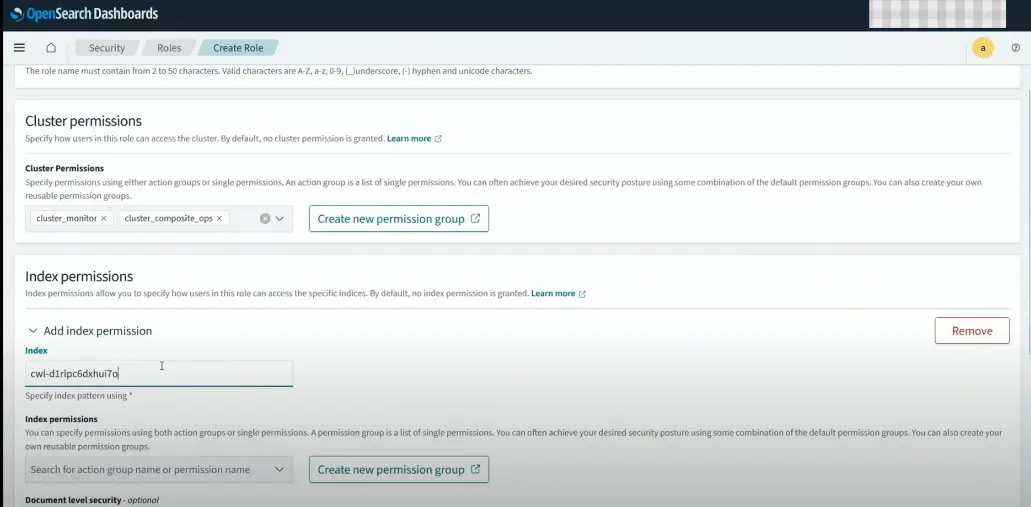 OpenSearch Dashboards
Security Roles Create Role a
The role name must contain from 2 to 50 characters. Valid characters are A-Z, a-z, 0-9, (_)underscore, (-) hyphen and unicode characters.
Cluster permissions
Specify how users in this role can access the cluster. By default, no cluster permission is granted. Learn more
Cluster Permissions
Specify permissions using either action groups or single permissions. An action group is a list of single permissions. You can often achieve your desired security posture using some combination of the default permission groups. You can also create your own
reusable permission groups.
cluster_monitor × cluster_composite_ops × Create new permission group
Index permissions
Index permissions allow you to specify how users in this role can access the specific indices. By default, no index permission is granted. Learn more
Add index permission Remove
Index
cwl-d1rlpc6dxhui7o
Specify index pattern using *
Index permissions
You can specify permissions using both action groups or single permissions. A permission group is a list of single permissions. You can often achieve your desired security posture using some combination of the default permission groups. You can also create your
own reusable permission groups.
Search for action group name or permission name Create new permission group
Document level security - optional